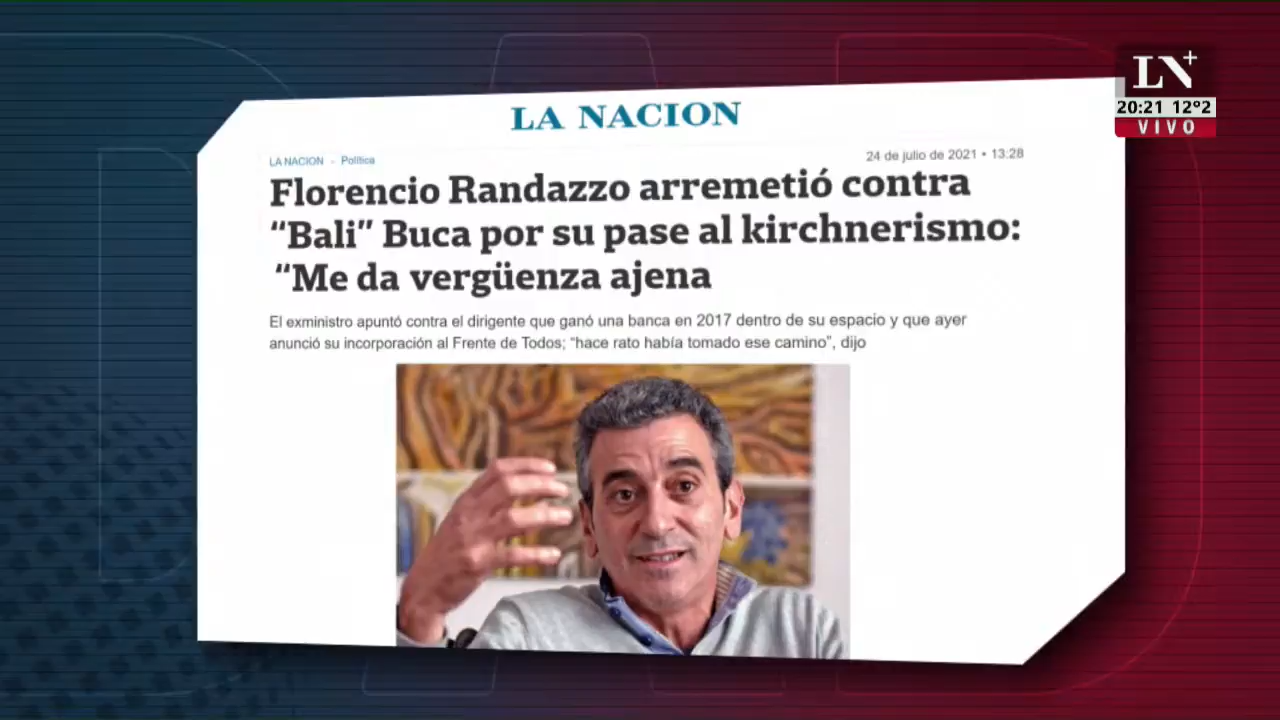 LN+
20:21 12º2
VIVO
LA NACION
LA NACION - Política
24 de julio de 2021 • 13:28
Florencio Randazzo arremetió contra
“Bali” Buca por su pase al kirchnerismo:
“Me da vergüenza ajena
El exministro apuntó contra el dirigente que ganó una banca en 2017 dentro de su espacio y que ayer
anunció su incorporación al Frente de Todos; “hace rato había tomado ese camino”, dijo